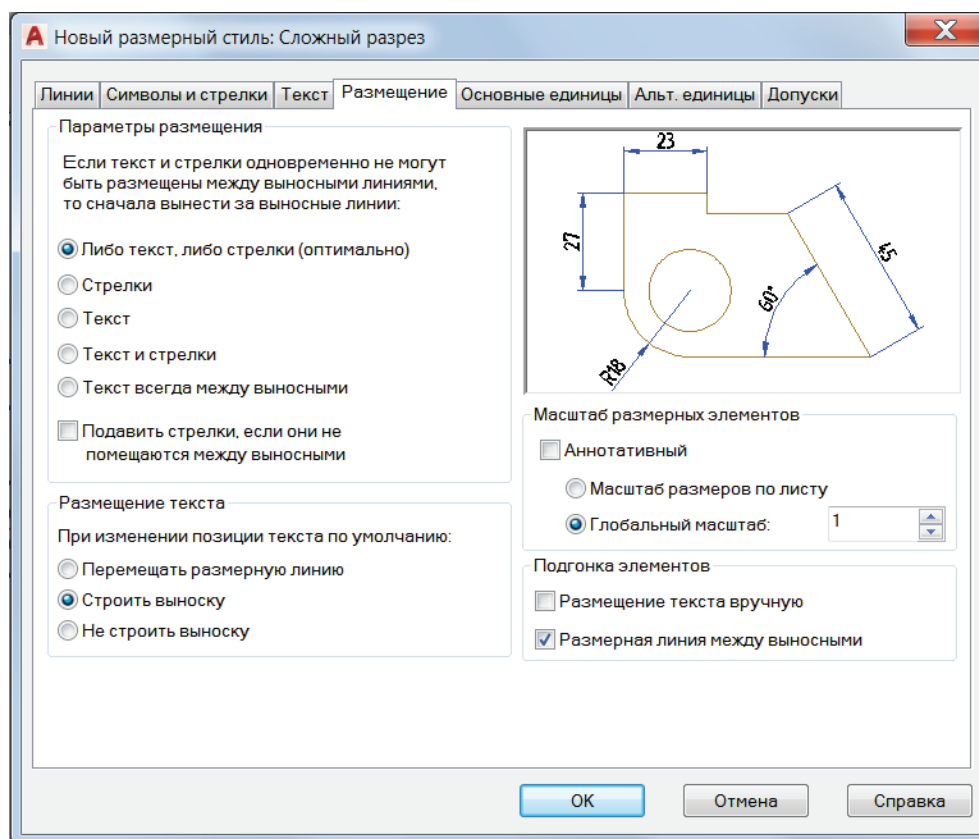 Новый размерный стиль: Сложный разрез
Линии Символы и стрелки Текст Размещение Основные единицы Альт. единицы Допуски
Параметры размещения
Если текст и стрелки одновременно не могут
быть размещены между выносными линиями,
то сначала вынести за выносные линии:
Либо текст, либо стрелки (оптимально)
Стрелки
Текст
Текст и стрелки
Текст всегда между выносными
Подавить стрелки, если они не
помещаются между выносными
Размещение текста
При изменении позиции текста по умолчанию:
Перемещать размерную линию
Строить выноску
Не строить выноску
23
27
45
60°
R18
Масштаб размерных элементов
Аннотативный
Масштаб размеров по листу
Глобальный масштаб: 1
Подгонка элементов
Размещение текста вручную
Размерная линия между выносными
OK Отмена Справка